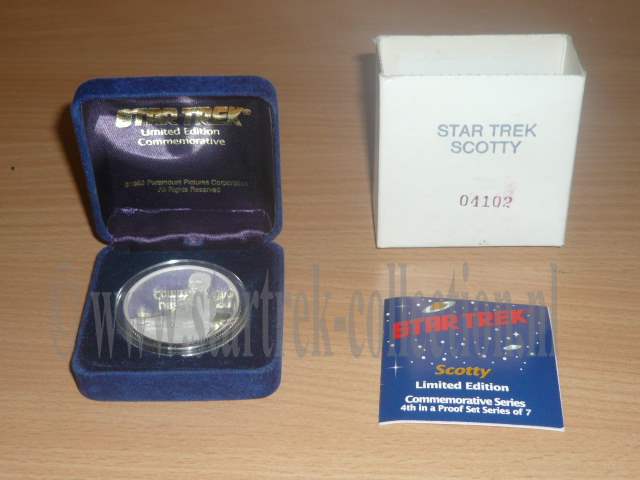 STAR TREK®
Limited Edition
Commemorative
Paramount Pictures Corporation
All Rights Reserved
STAR TREK
SCOTTY
04102
© www.startrek-collection.nl
STAR TREK
Scotty
Limited Edition
Commemorative Series
4th in a Proof Set Series of 7